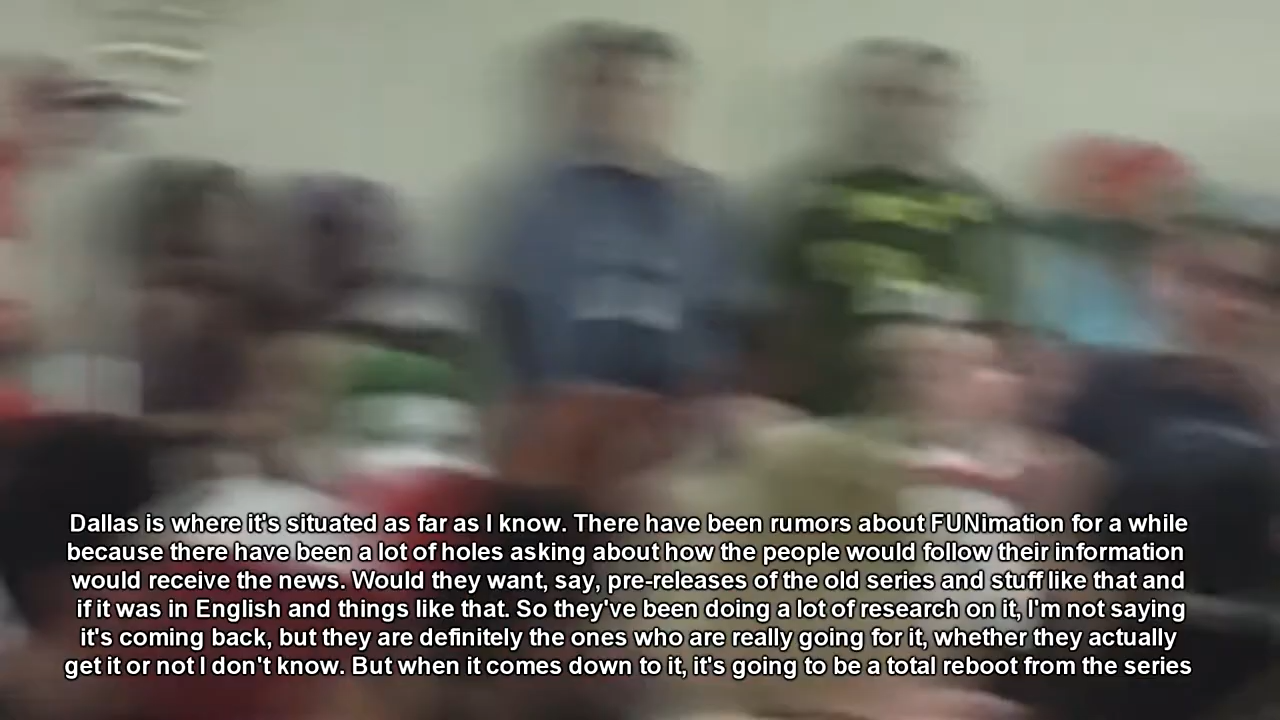 Dallas is where it's situated as far as I know. There have been rumors about FUNimation for a while
because there have been a lot of holes asking about how the people would follow their information
would receive the news. Would they want, say, pre-releases of the old series and stuff like that and
if it was in English and things like that. So they've been doing a lot of research on it, I'm not saying
it's coming back, but they are definitely the ones who are really going for it, whether they actually
get it or not I don't know. But when it comes down to it, it's going to be a total reboot from the series